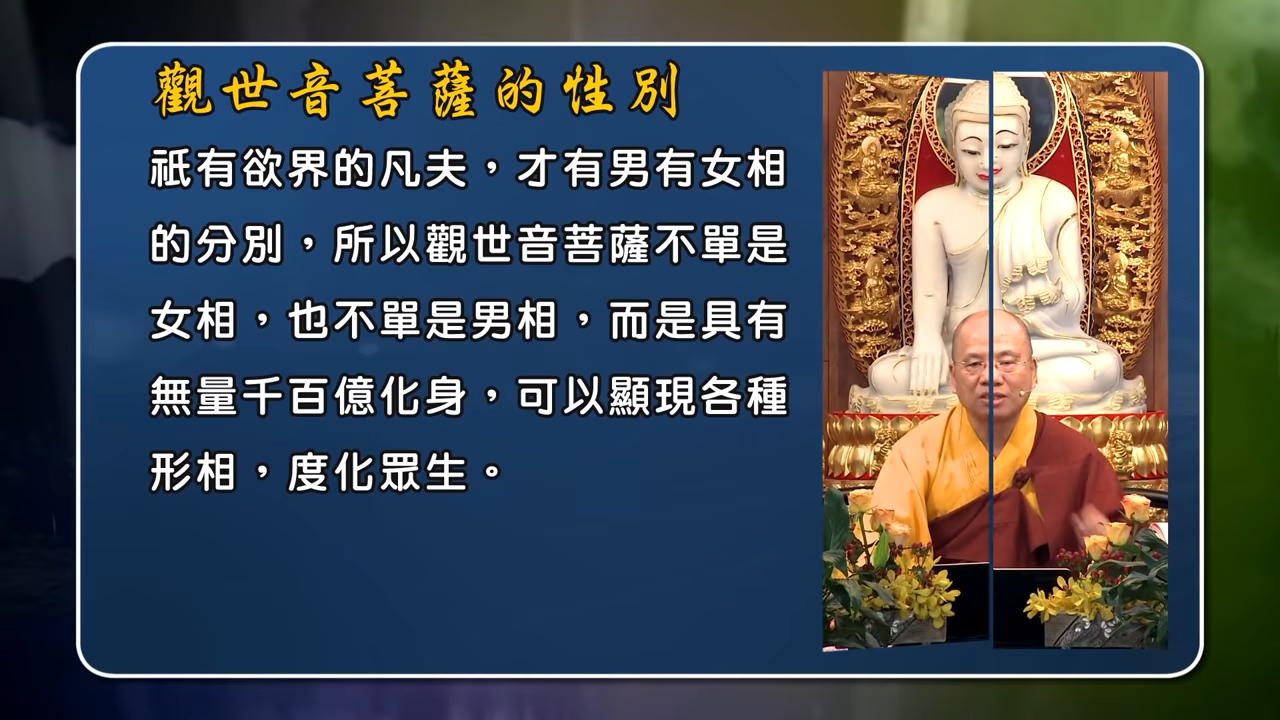 觀世音菩薩的性別
祇有欲界的凡夫，才有男有女相
的分別，所以觀世音菩薩不單是
女相，也不單是男相，而是具有
無量千百億化身，可以顯現各種
形相，度化眾生。